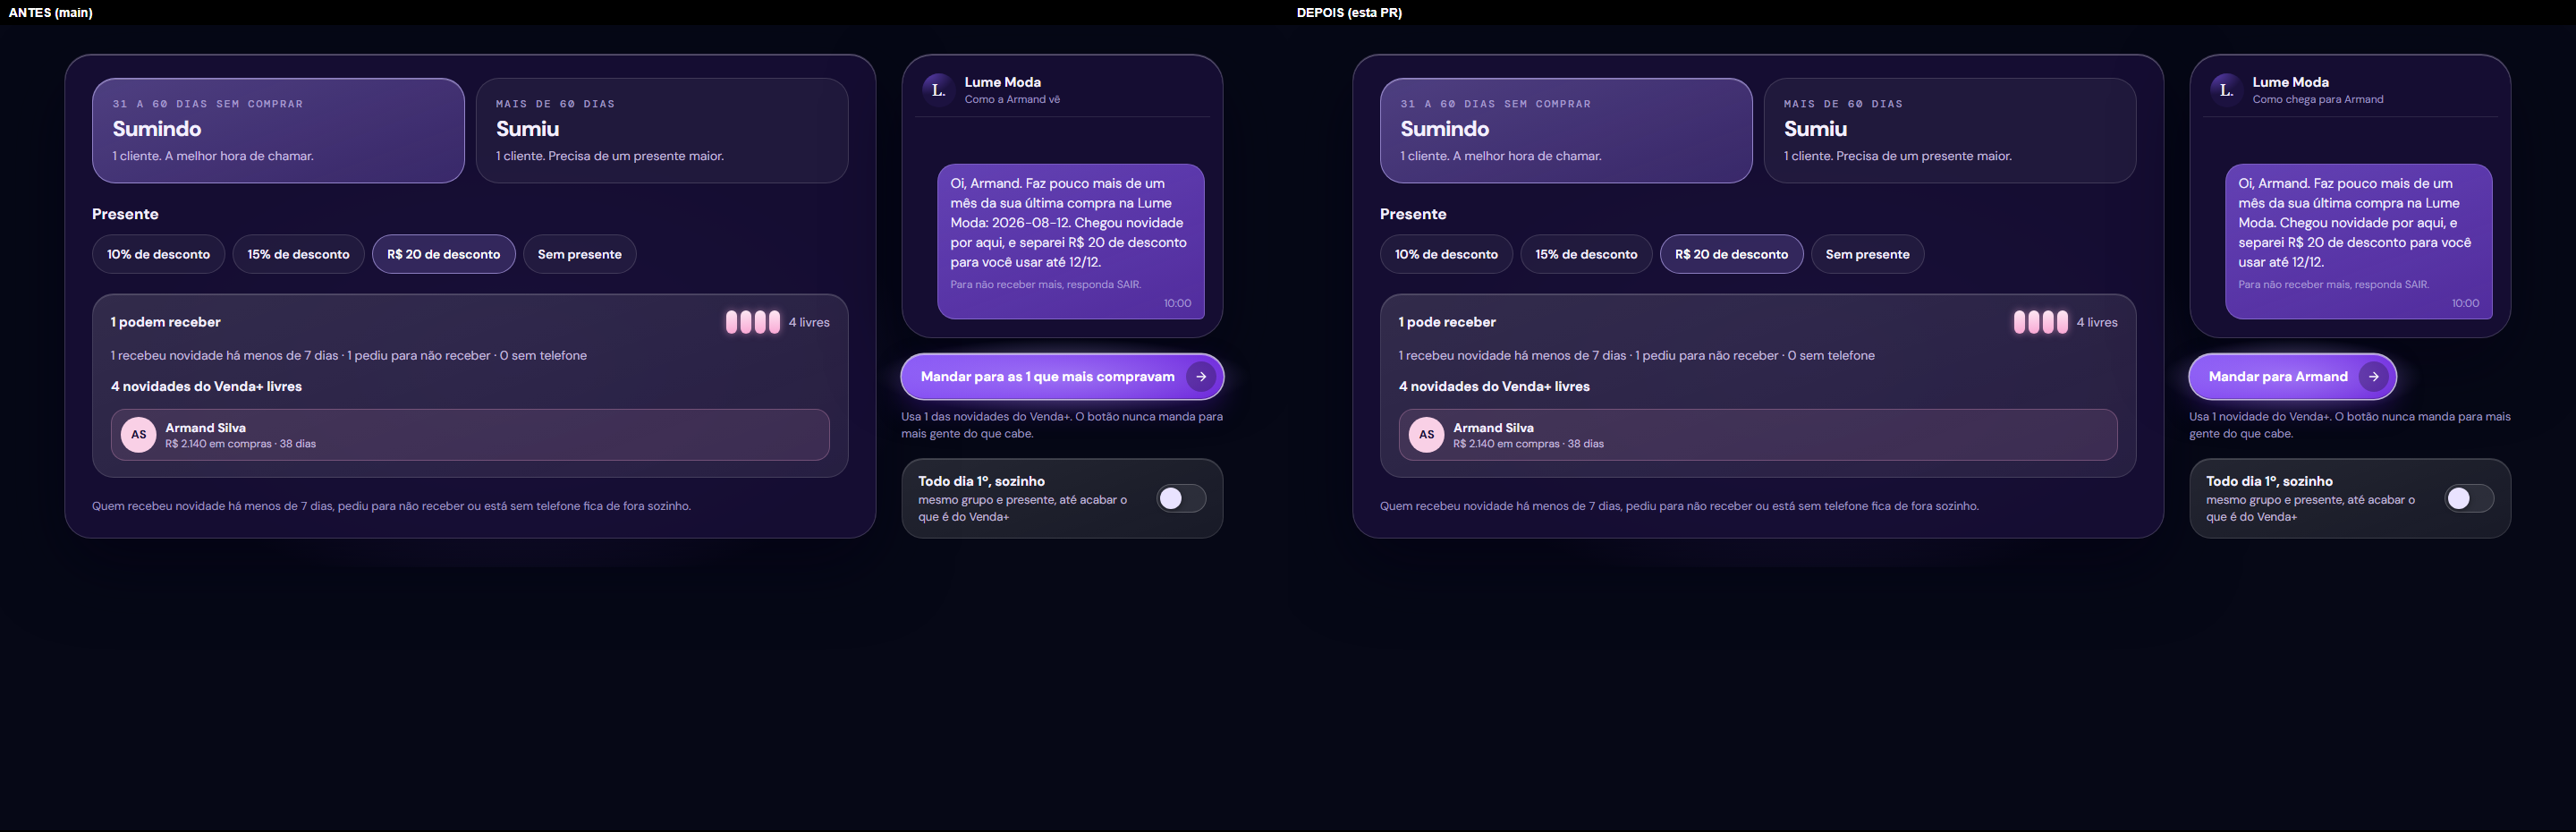 ANTES (main)
31 A 60 DIAS SEM COMPRAR
Sumindo
1 cliente. A melhor hora de chamar.
MAIS DE 60 DIAS
Sumiu
1 cliente. Precisa de um presente maior.
Presente
10% de desconto
15% de desconto
R$ 20 de desconto
Sem presente
1 podem receber
4 livres
1 recebeu novidade há menos de 7 dias · 1 pediu para não receber · 0 sem telefone
4 novidades do Venda+ livres
AS
Armand Silva
R$ 2.140 em compras · 38 dias
Quem recebeu novidade há menos de 7 dias, pediu para não receber ou está sem telefone fica de fora sozinho.
L.
Lume Moda
Como a Armand vê
Oi, Armand. Faz pouco mais de um
mês da sua última compra na Lume
Moda: 2026-08-12. Chegou novidade
por aqui, e separei R$ 20 de desconto
para você usar até 12/12.
Para não receber mais, responda SAIR.
10:00
Mandar para as 1 que mais compravam
Usa 1 das novidades do Venda+. O botão nunca manda para
mais gente do que cabe.
Todo dia 1º, sozinho
mesmo grupo e presente, até acabar o
que é do Venda+
DEPOIS (esta PR)
31 A 60 DIAS SEM COMPRAR
Sumindo
1 cliente. A melhor hora de chamar.
MAIS DE 60 DIAS
Sumiu
1 cliente. Precisa de um presente maior.
Presente
10% de desconto
15% de desconto
R$ 20 de desconto
Sem presente
1 pode receber
4 livres
1 recebeu novidade há menos de 7 dias · 1 pediu para não receber · 0 sem telefone
4 novidades do Venda+ livres
AS
Armand Silva
R$ 2.140 em compras · 38 dias
Quem recebeu novidade há menos de 7 dias, pediu para não receber ou está sem telefone fica de fora sozinho.
L.
Lume Moda
Como chega para Armand
Oi, Armand. Faz pouco mais de um
mês da sua última compra na Lume
Moda. Chegou novidade por aqui, e
separei R$ 20 de desconto para você
usar até 12/12.
Para não receber mais, responda SAIR.
10:00
Mandar para Armand
Usa 1 novidade do Venda+. O botão nunca manda para mais
gente do que cabe.
Todo dia 1º, sozinho
mesmo grupo e presente, até acabar o
que é do Venda+